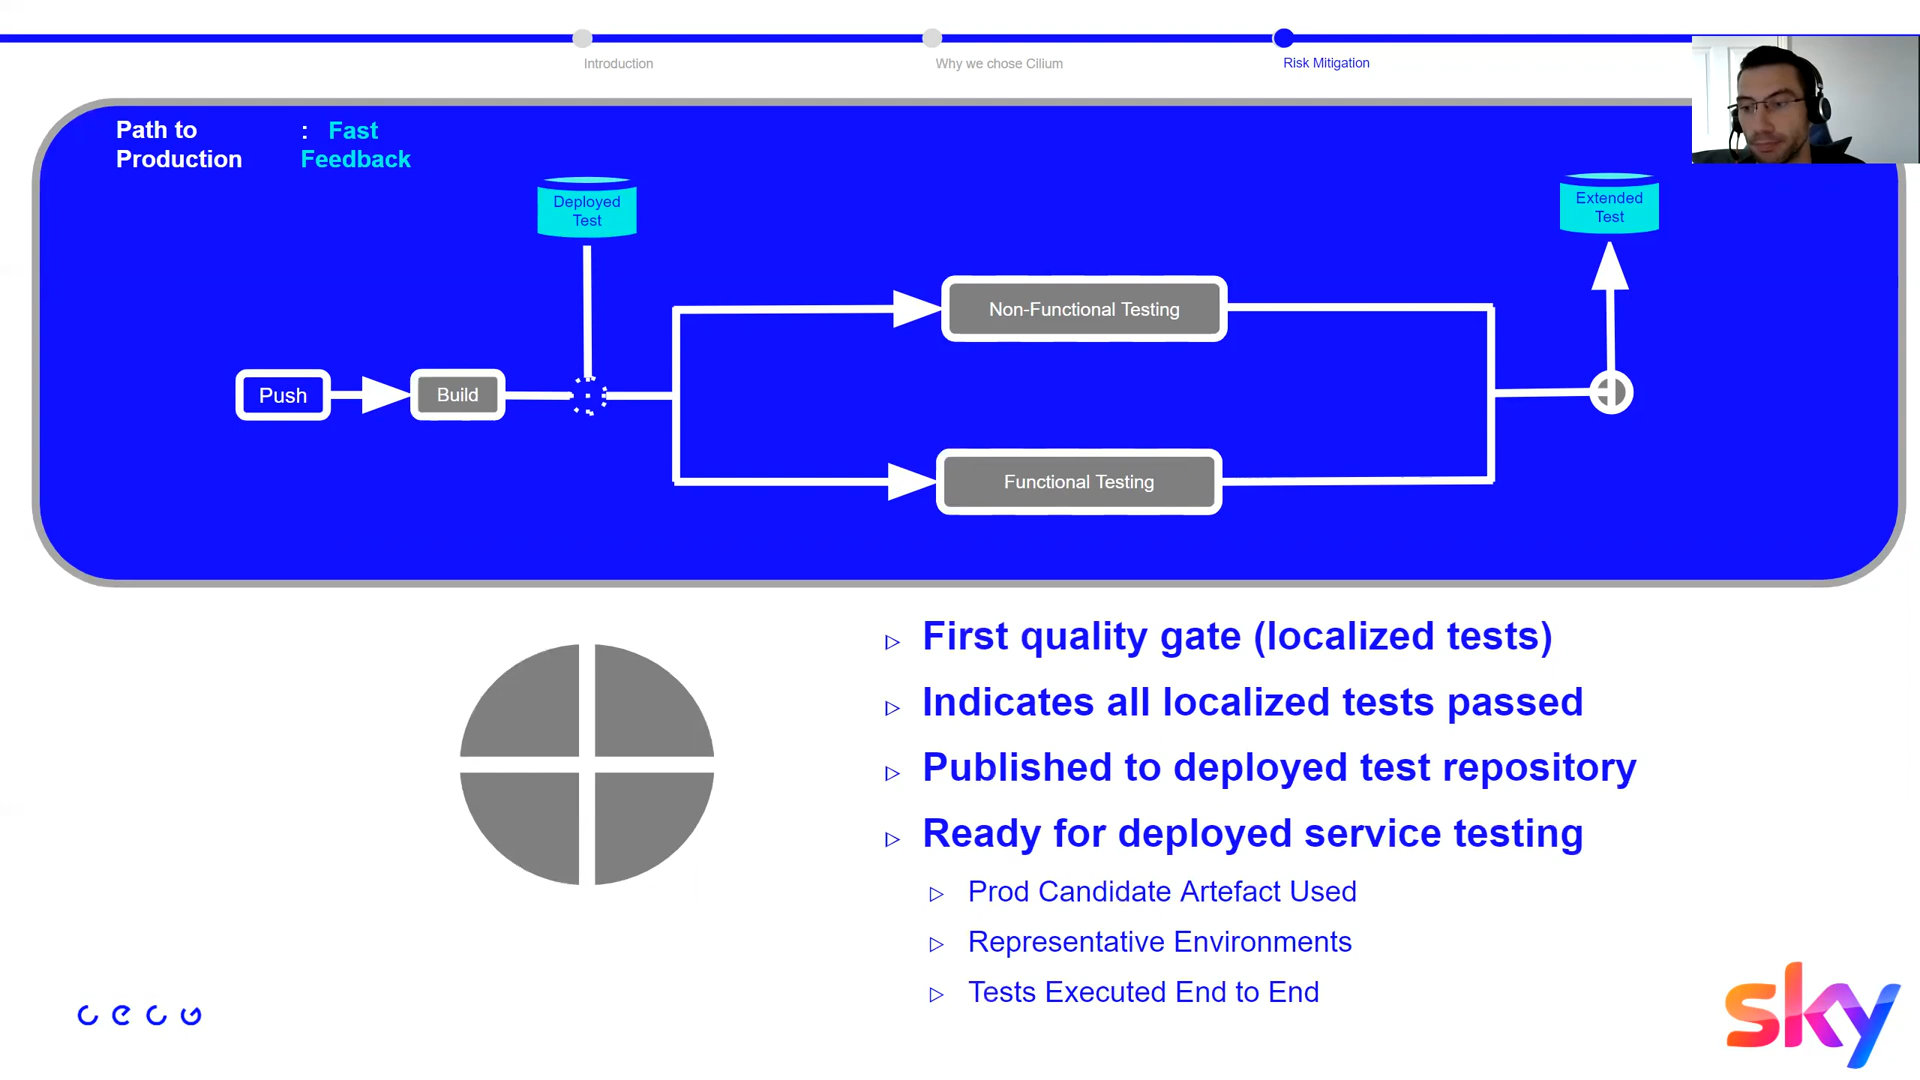 Introduction
Why we chose Cilium
Risk Mitigation
Path to Production
: Fast Feedback
Deployed
Test
Extended
Test
Non-Functional Testing
Push
Build
Functional Testing
First quality gate (localized tests)
Indicates all localized tests passed
Published to deployed test repository
Ready for deployed service testing
Prod Candidate Artefact Used
Representative Environments
Tests Executed End to End
cecg
sky